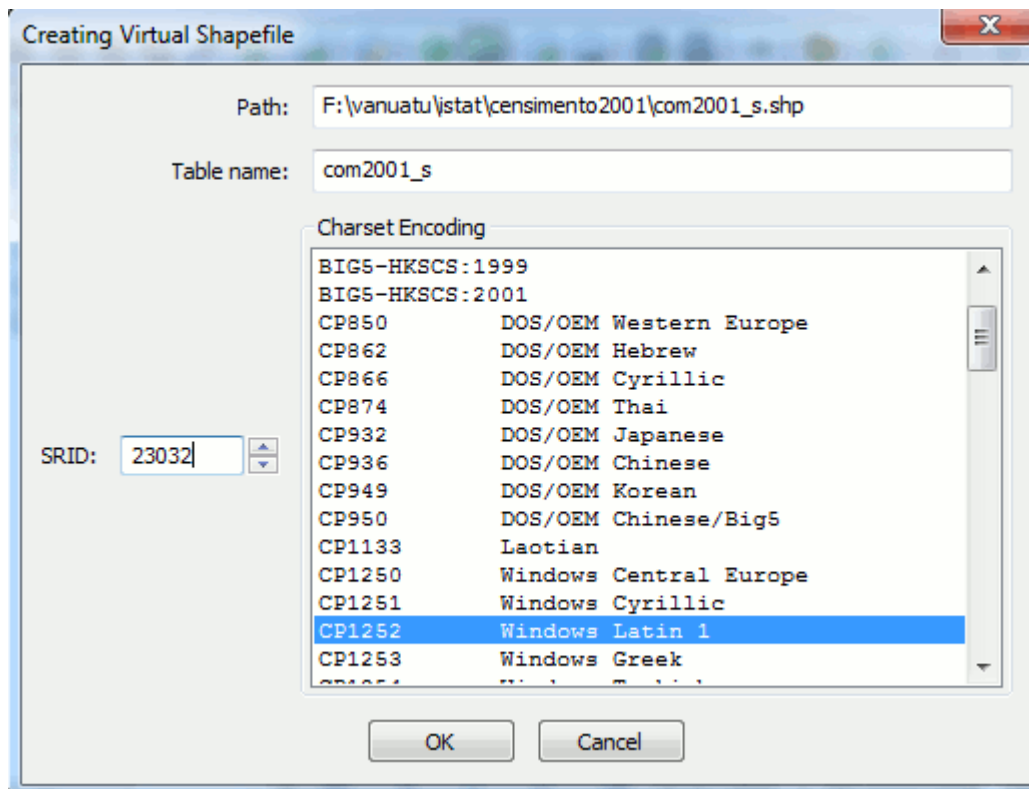 Creating Virtual Shapefile
Path: F:\vanuatu\istat\censimento2001\com2001_s.shp
Table name: com2001_s
Charset Encoding
BIG5-HKSCS:1999
BIG5-HKSCS:2001
CP850 DOS/OEM Western Europe
CP862 DOS/OEM Hebrew
CP866 DOS/OEM Cyrillic
CP874 DOS/OEM Thai
CP932 DOS/OEM Japanese
CP936 DOS/OEM Chinese
SRID: 23032
CP949 DOS/OEM Korean
CP950 DOS/OEM Chinese/Big5
CP1133 Laotian
CP1250 Windows Central Europe
CP1251 Windows Cyrillic
CP1252 Windows Latin 1
CP1253 Windows Greek
OK Cancel